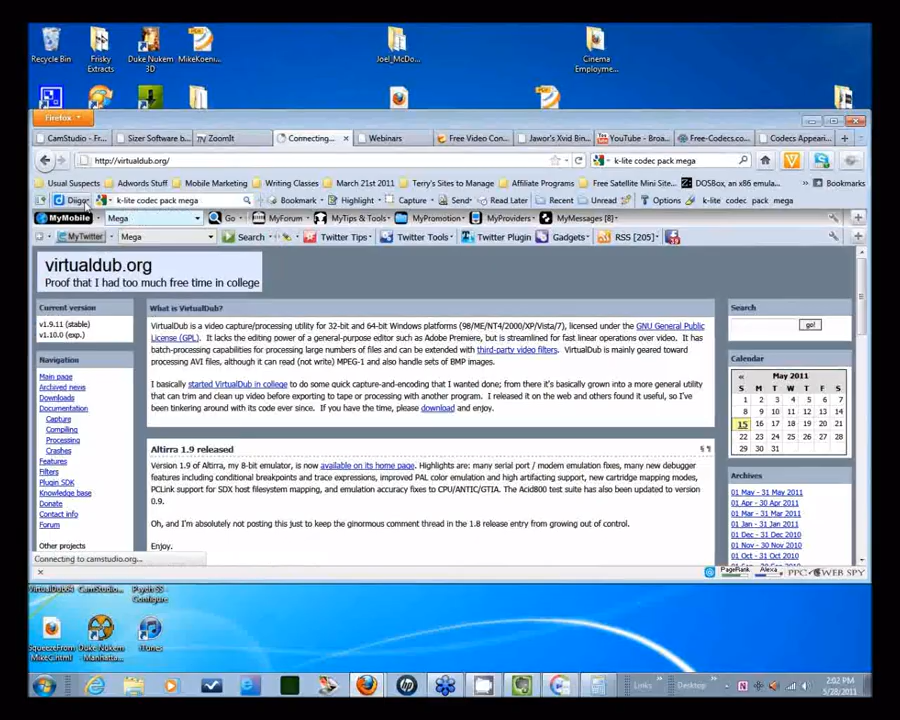 Recycle Bin
Frisky Extracts
Duke Nukem 3D
MikeKoeni...
Joel_McDo...
Cinema Employme...
Firefox
CamStudio - Fr...
Sizer Software b...
ZoomIt
Connecting...
Webinars
Free Video Con...
Jawor's Xvid Bin...
YouTube - Broa...
Free-Codecs.co...
Codecs Appeari...
http://virtualdub.org/
k-lite codec pack mega
Usual Suspects
Adwords Stuff
Mobile Marketing
Writing Classes
March 21st 2011
Terry's Sites to Manage
Affiliate Programs
Free Satellite Mini Site...
DOSBox, an x86 emula...
Bookmarks
Diigo
k-lite codec pack mega
Bookmark
Highlight
Capture
Send
Read Later
Recent
Unread
Options
k-lite codec pack mega
MyMobile
Mega
Go
MyForum
MyTips & Tools
MyPromotion
MyProviders
MyMessages [8]
MyTwitter
Mega
Search
Twitter Tips
Twitter Tools
Twitter Plugin
Gadgets
RSS [205]
virtualdub.org
Proof that I had too much free time in college
Current version
v1.9.11 (stable)
v1.10.0 (exp.)
Navigation
Main page
Archived news
Downloads
Documentation
Capture
Compiling
Processing
Crashes
Features
Filters
Plugin SDK
Knowledge base
Donate
Contact info
Forum
Other projects
What is VirtualDub?
VirtualDub is a video capture/processing utility for 32-bit and 64-bit Windows platforms (98/ME/NT4/2000/XP/Vista/7), licensed under the GNU General Public
License (GPL). It lacks the editing power of a general-purpose editor such as Adobe Premiere, but is streamlined for fast linear operations over video. It has
batch-processing capabilities for processing large numbers of files and can be extended with third-party video filters. VirtualDub is mainly geared toward
processing AVI files, although it can read (not write) MPEG-1 and also handle sets of BMP images.
I basically started VirtualDub in college to do some quick capture-and-encoding that I wanted done; from there it's basically grown into a more general utility
that can trim and clean up video before exporting to tape or processing with another program. I released it on the web and others found it useful, so I've
been tinkering around with its code ever since. If you have the time, please download and enjoy.
Altirra 1.9 released
Version 1.9 of Altirra, my 8-bit emulator, is now available on its home page. Highlights are: many serial port / modem emulation fixes, many new debugger
features including conditional breakpoints and trace expressions, improved PAL color emulation and high artifacting support, new cartridge mapping modes,
PCLink support for SDX host filesystem mapping, and emulation accuracy fixes to CPU/ANTIC/GTIA. The Acid800 test suite has also been updated to version
0.9.
Oh, and I'm absolutely not posting this just to keep the ginormous comment thread in the 1.8 release entry from growing out of control.
Enjoy.
Search
go!
Calendar
« May 2011
S M T W T F S
1 2 3 4 5 6 7
8 9 10 11 12 13 14
15 16 17 18 19 20 21
22 23 24 25 26 27 28
29 30 31
Archives
01 May - 31 May 2011
01 Apr - 30 Apr 2011
01 Mar - 31 Mar 2011
01 Jan - 31 Jan 2011
01 Dec - 31 Dec 2010
01 Nov - 30 Nov 2010
01 Oct - 31 Oct 2010
Connecting to camstudio.org...
PageRank
Alexa
PPC WEB SPY
VirtualDub64
CamStudio...
Psych SS - Configure
SqueezeFrom MikeC.html
Duke Nukem - Manhatta...
iTunes
Links
Desktop
2:02 PM
5/28/2011